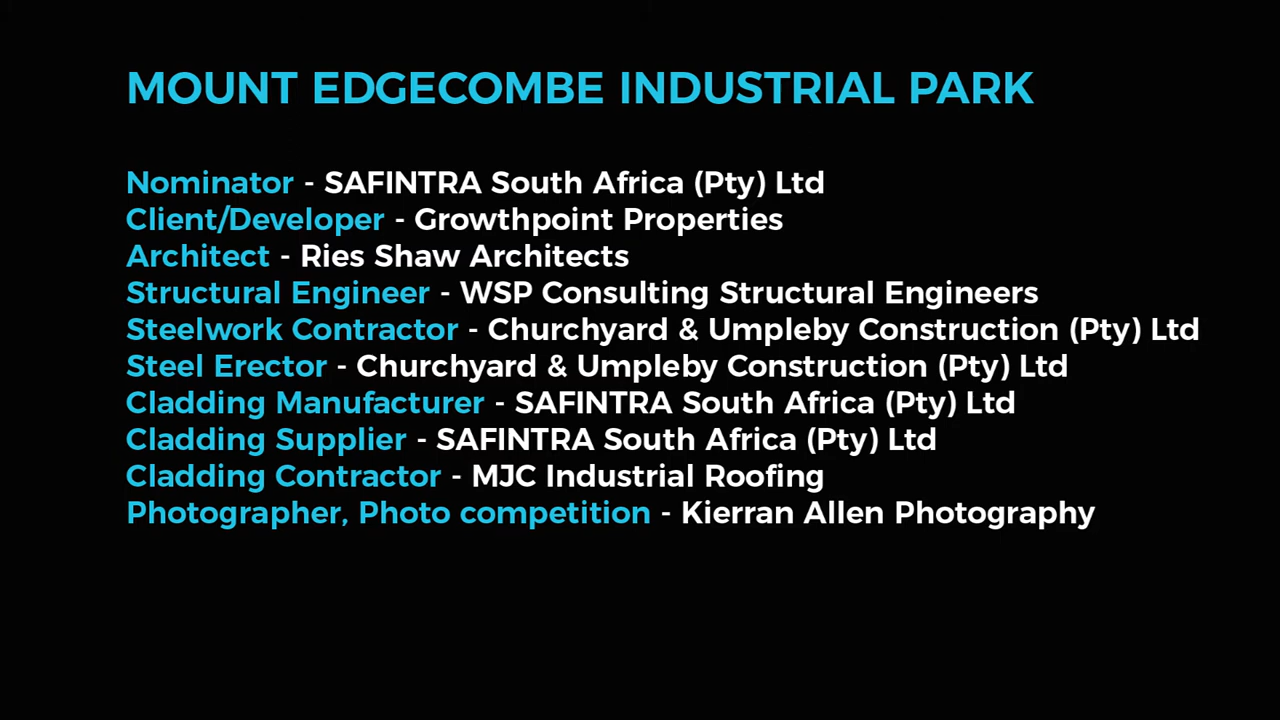 MOUNT EDGECOMBE INDUSTRIAL PARK
Nominator - SAFINTRA South Africa (Pty) Ltd
Client/Developer - Growthpoint Properties
Architect - Ries Shaw Architects
Structural Engineer - WSP Consulting Structural Engineers
Steelwork Contractor - Churchyard & Umpleby Construction (Pty) Ltd
Steel Erector - Churchyard & Umpleby Construction (Pty) Ltd
Cladding Manufacturer - SAFINTRA South Africa (Pty) Ltd
Cladding Supplier - SAFINTRA South Africa (Pty) Ltd
Cladding Contractor - MJC Industrial Roofing
Photographer, Photo competition - Kierran Allen Photography